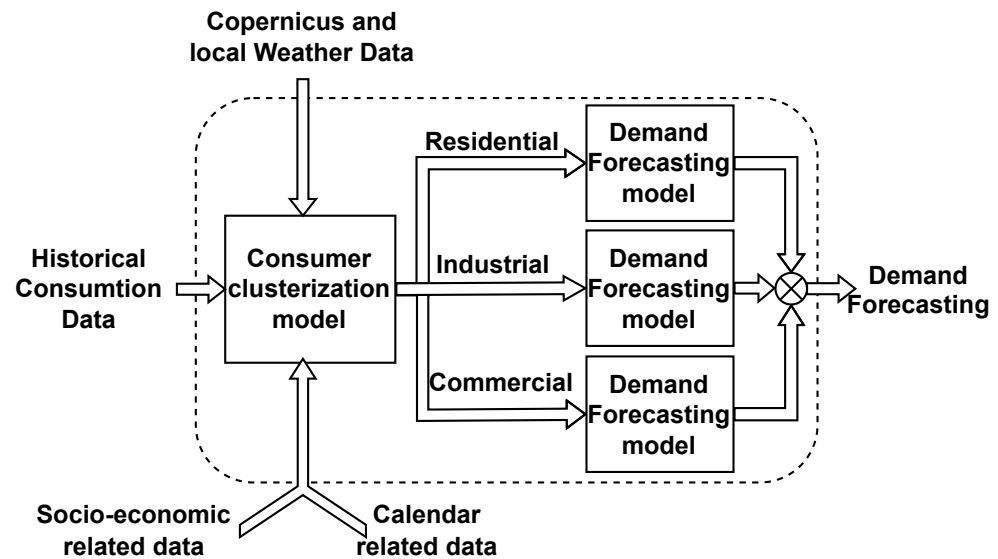 Copernicus and
local Weather Data
Residential
Demand
Forecasting
model
Historical
Consumtion
Data
Consumer
clusterization
model
Industrial
Demand
Forecasting
model
Demand
Forecasting
Commercial
Demand
Forecasting
model
Socio-economic
related data
Calendar
related data